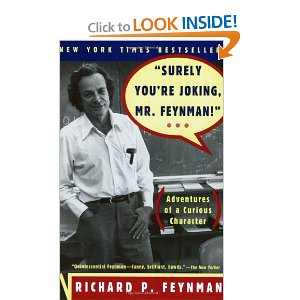 Click to LOOK INSIDE!
NEW YORK TIMES BESTSELLER
"SURELY
YOU'RE JOKING,
MR. FEYNMAN!"
Adventures
of a Curious
Character
"Quintessential Feynman—funny, brilliant, bawdy." —The New Yorker
RICHARD P. FEYNMAN